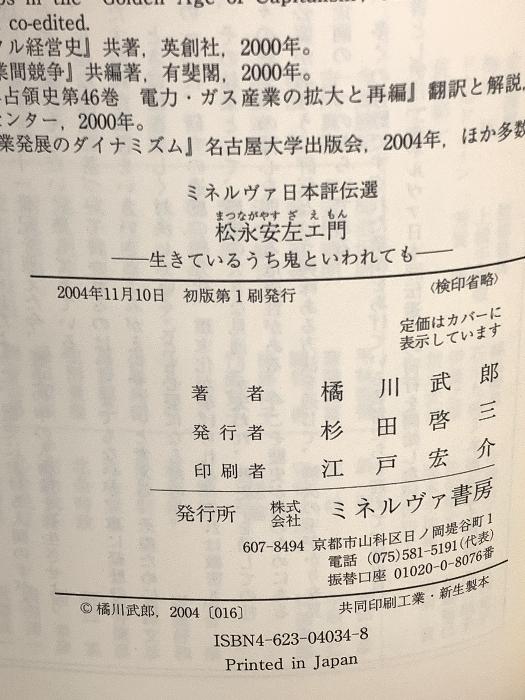 the "Golden Age of Capitalism",
co-edited.
経営史』共著，英創社，2000年。
業間競争』共編著，有斐閣，2000年。
占領史第46巻　電力・ガス産業の拡大と再編』翻訳と解説，
センター，2000年。
業発展のダイナミズム』名古屋大学出版会，2004年，ほか多数
ミネルヴァ日本評伝選
まつながやすざえもん
松永安左エ門
――生きているうち鬼といわれても――
2004年11月10日　初版第1刷発行
〈検印省略〉
定価はカバーに
表示しています
著者　橘川武郎
発行者　杉田啓三
印刷者　江戸宏介
発行所　株式会社　ミネルヴァ書房
607-8494 京都市山科区日ノ岡堤谷町1
電話 (075)581-5191(代表)
振替口座 01020-0-8076番
© 橘川武郎，2004〔016〕　共同印刷工業・新生製本
ISBN4-623-04034-8
Printed in Japan